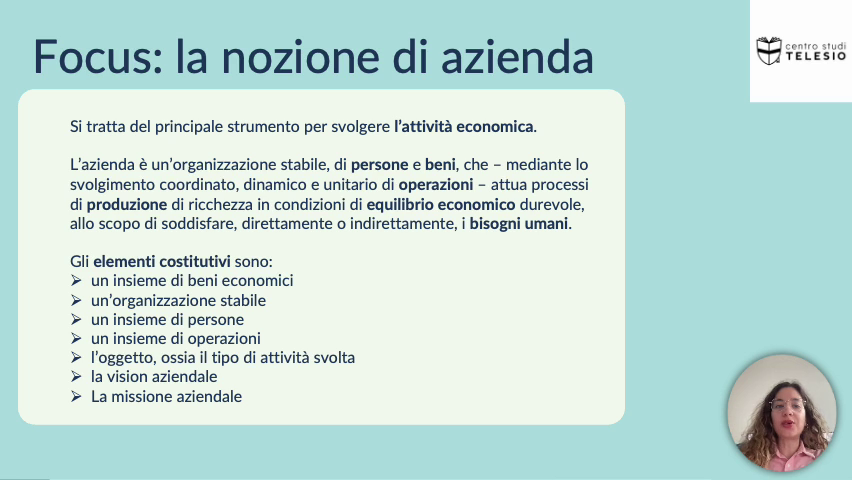 Focus: la nozione di azienda
centro studi
TELESIO
Si tratta del principale strumento per svolgere l'attività economica.
L'azienda è un'organizzazione stabile, di persone e beni, che – mediante lo
svolgimento coordinato, dinamico e unitario di operazioni – attua processi
di produzione di ricchezza in condizioni di equilibrio economico durevole,
allo scopo di soddisfare, direttamente o indirettamente, i bisogni umani.
Gli elementi costitutivi sono:
➢ un insieme di beni economici
➢ un'organizzazione stabile
➢ un insieme di persone
➢ un insieme di operazioni
➢ l'oggetto, ossia il tipo di attività svolta
➢ la vision aziendale
➢ La missione aziendale